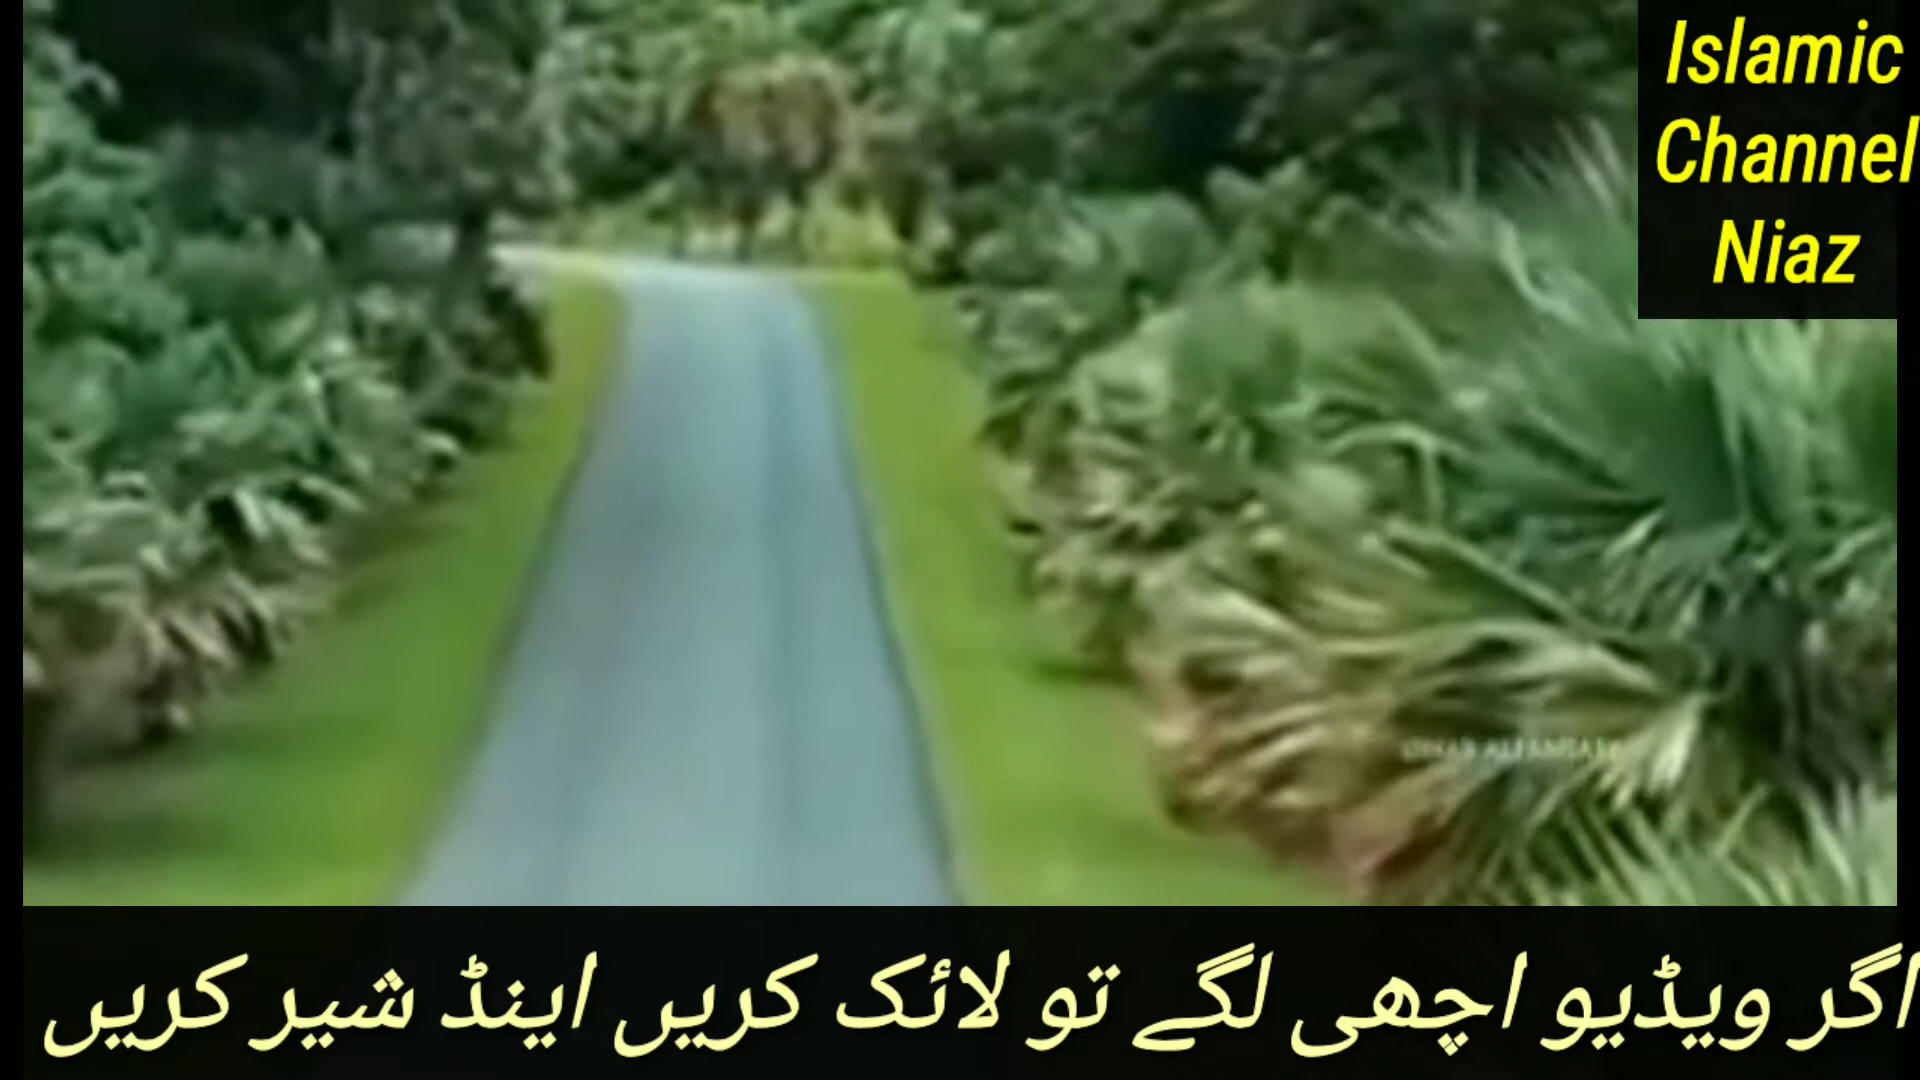 Islamic
Channel
Niaz
اگر ویڈیو اچھی لگے تو لائک کریں اینڈ شیر کریں